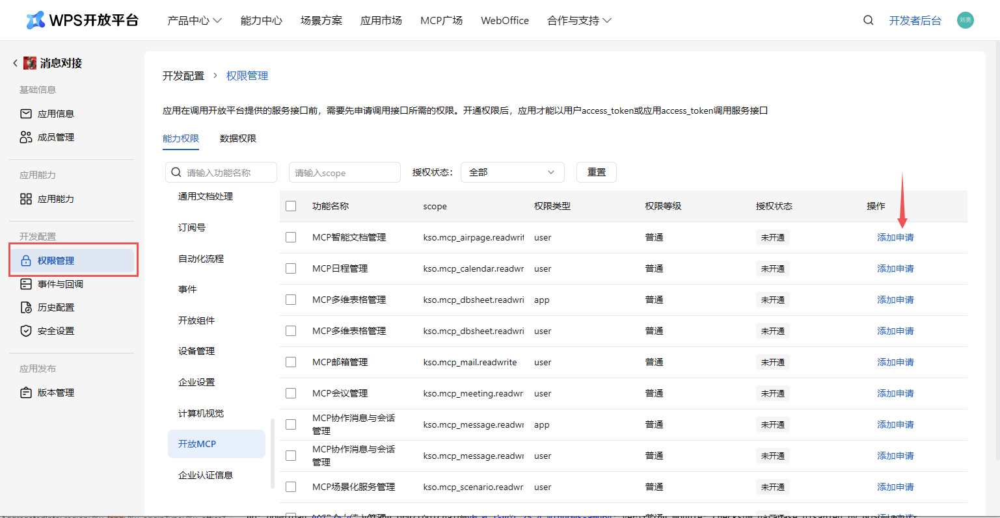 WPS开放平台 产品中心 能力中心 场景方案 应用市场 MCP广场 WebOffice 合作与支持 开发者后台 刘亮
消息对接
基础信息
应用信息
成员管理
应用能力
应用能力
开发配置
权限管理
事件与回调
历史配置
安全设置
应用发布
版本管理
开发配置 > 权限管理
应用在调用开放平台提供的服务接口前，需要先申请调用接口所需的权限。开通权限后，应用才能以用户access_token或应用access_token调用服务接口
能力权限 数据权限
请输入功能名称 请输入scope 授权状态： 全部 重置
通用文档处理
订阅号
自动化流程
事件
开放组件
设备管理
企业设置
计算机视觉
开放MCP
企业认证信息
功能名称 scope 权限类型 权限等级 授权状态 操作
MCP智能文档管理 kso.mcp_airpage.readwrit user 普通 未开通 添加申请
MCP日程管理 kso.mcp_calendar.readwr user 普通 未开通 添加申请
MCP多维表格管理 kso.mcp_dbsheet.readwri app 普通 未开通 添加申请
MCP多维表格管理 kso.mcp_dbsheet.readwri user 普通 未开通 添加申请
MCP邮箱管理 kso.mcp_mail.readwrite user 普通 未开通 添加申请
MCP会议管理 kso.mcp_meeting.readwr user 普通 未开通 添加申请
MCP协作消息与会话
管理 kso.mcp_message.readwr app 普通 未开通 添加申请
MCP协作消息与会话
管理 kso.mcp_message.readwr user 普通 未开通 添加申请
MCP场景化服务管理 kso.mcp_scenario.readwr user 普通 未开通 添加申请